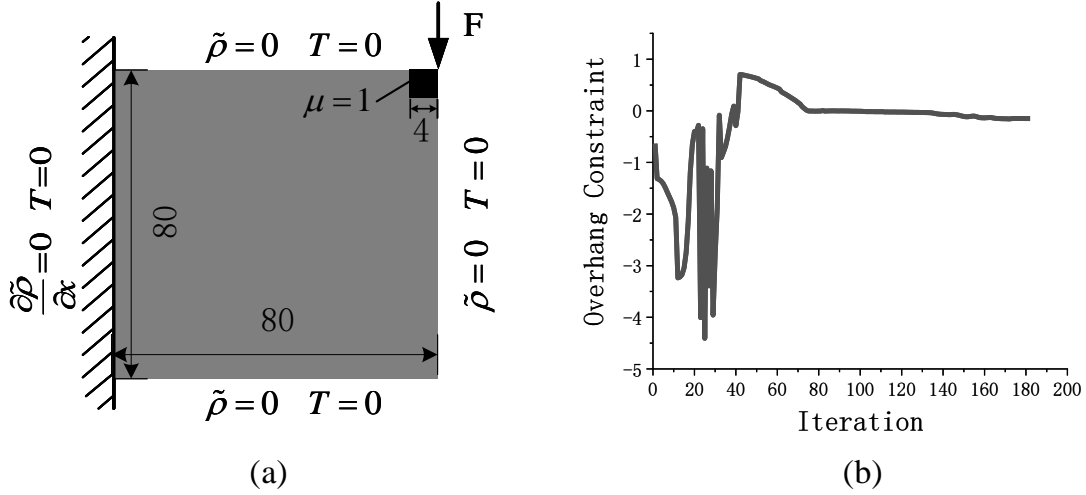 F
ρ̃=0 T=0
μ=1
4
∂ρ̃/∂x=0 T=0
80
80
ρ̃=0 T=0
ρ̃=0 T=0
(a)
Overhang Constraint
1
0
-1
-2
-3
-4
-5
0 20 40 60 80 100 120 140 160 180 200
Iteration
(b)